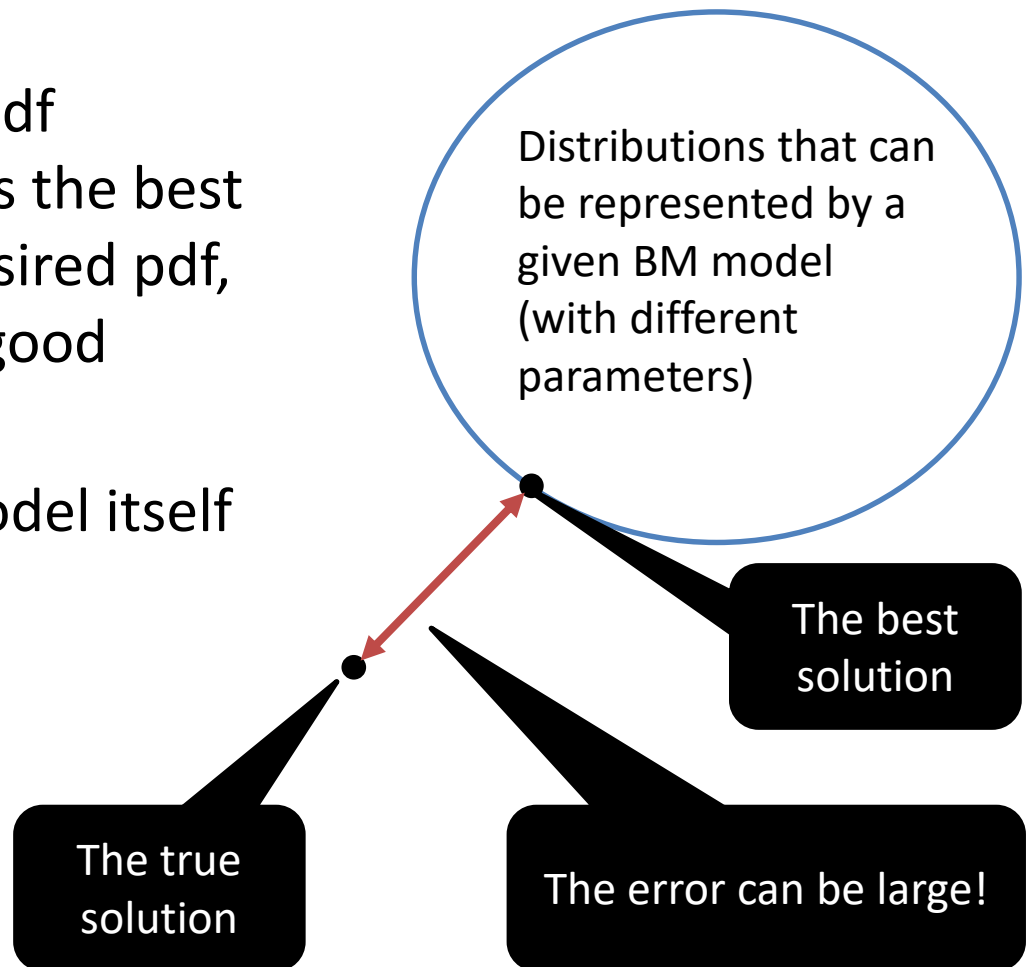 df
s the best
sired pdf,
good
odel itself
Distributions that can
be represented by a
given BM model
(with different
parameters)
The best
solution
The true
solution
The error can be large!